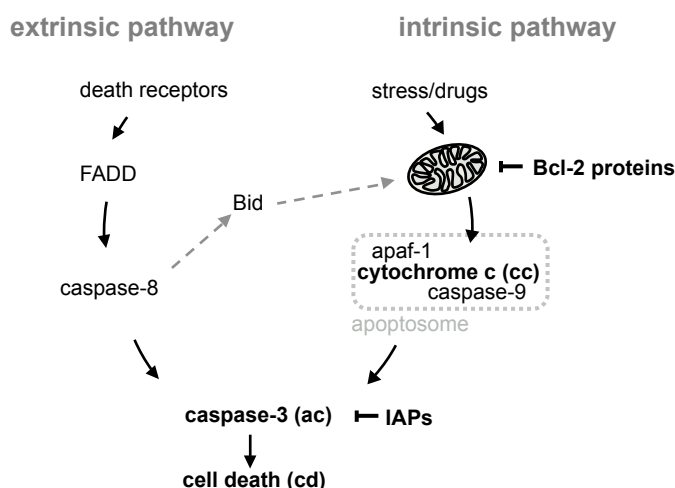 extrinsic pathway
intrinsic pathway
death receptors
stress/drugs
FADD
Bcl-2 proteins
Bid
apaf-1
cytochrome c (cc)
caspase-9
caspase-8
apoptosome
caspase-3 (ac)
IAPs
cell death (cd)